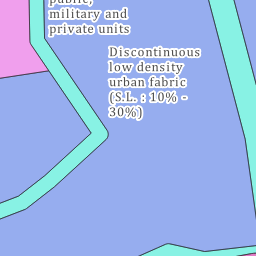 public,
military and
private units
Discontinuous
low density
urban fabric
(S.L. : 10% -
30%)